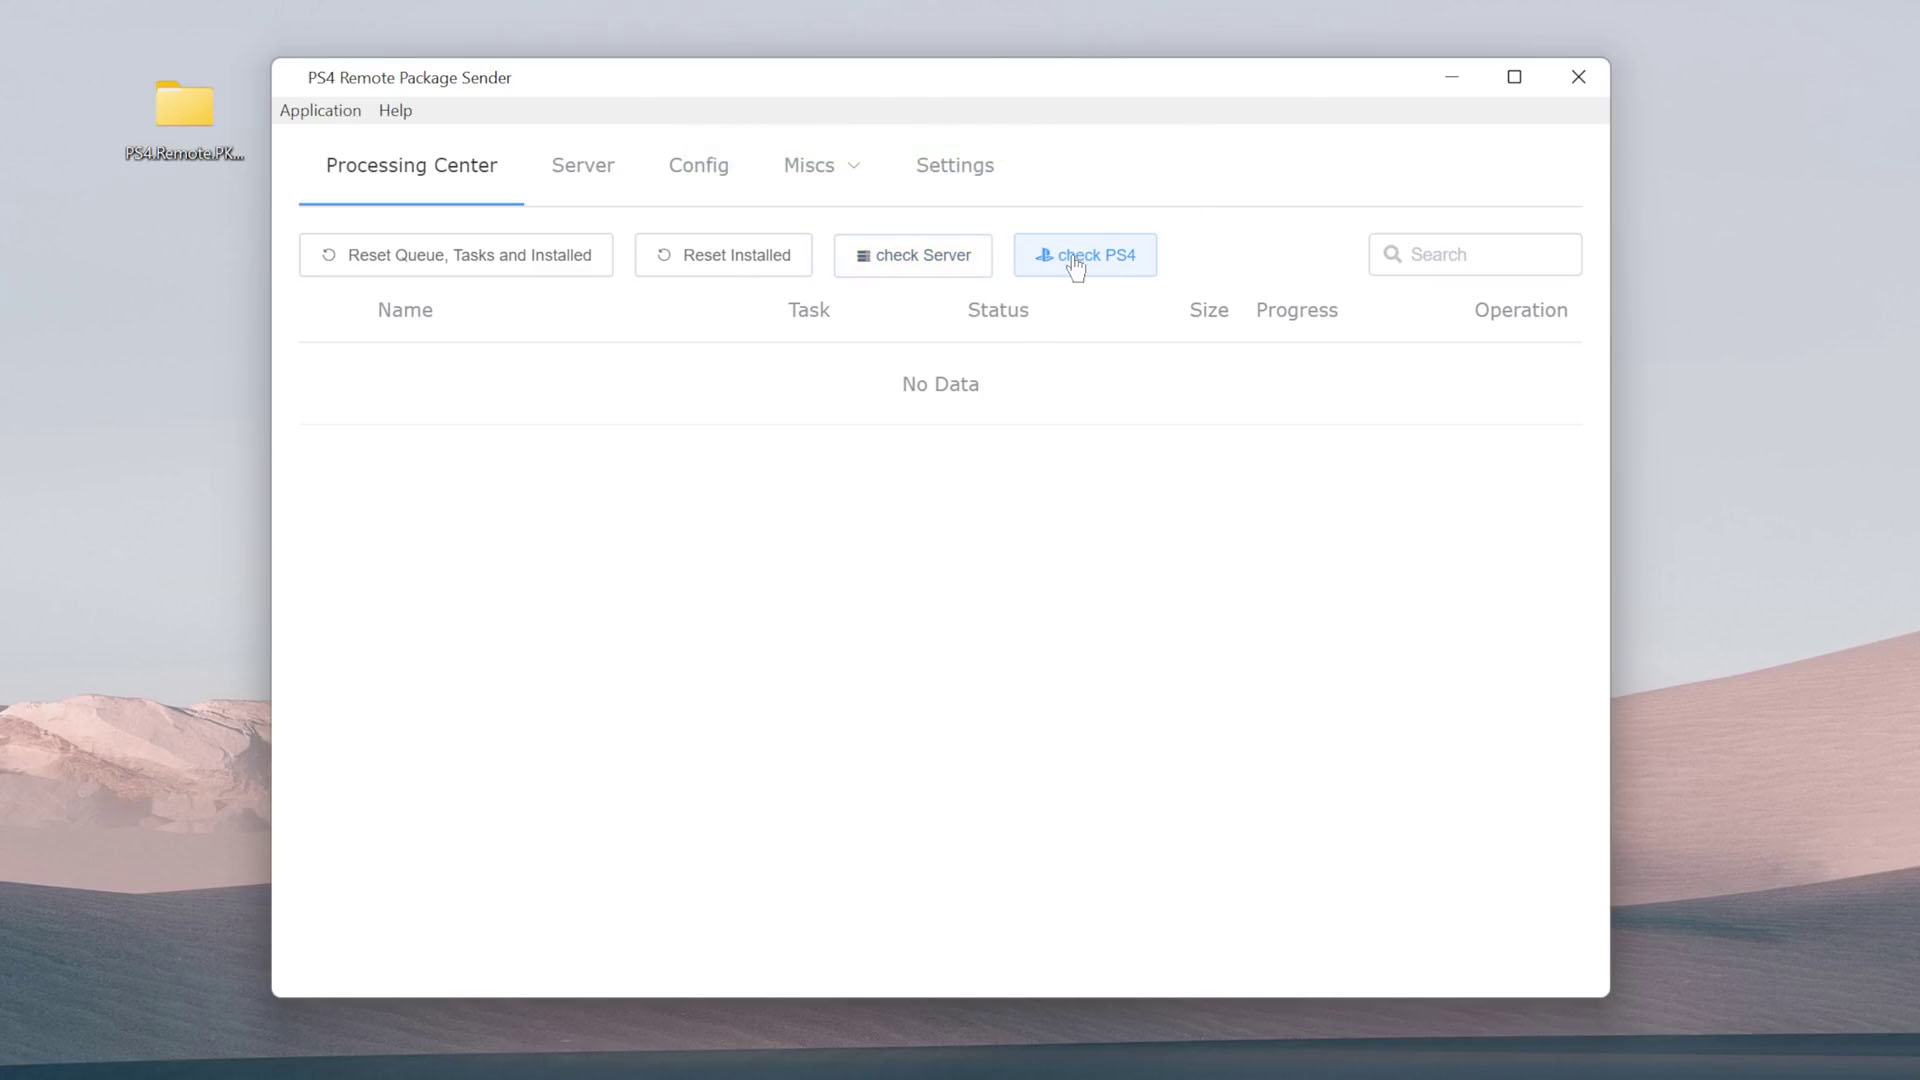 PS4 Remote Package Sender
Application Help
PS4.Remote.PK...
Processing Center Server Config Miscs Settings
Reset Queue, Tasks and Installed Reset Installed check Server check PS4 Search
Name Task Status Size Progress Operation
No Data